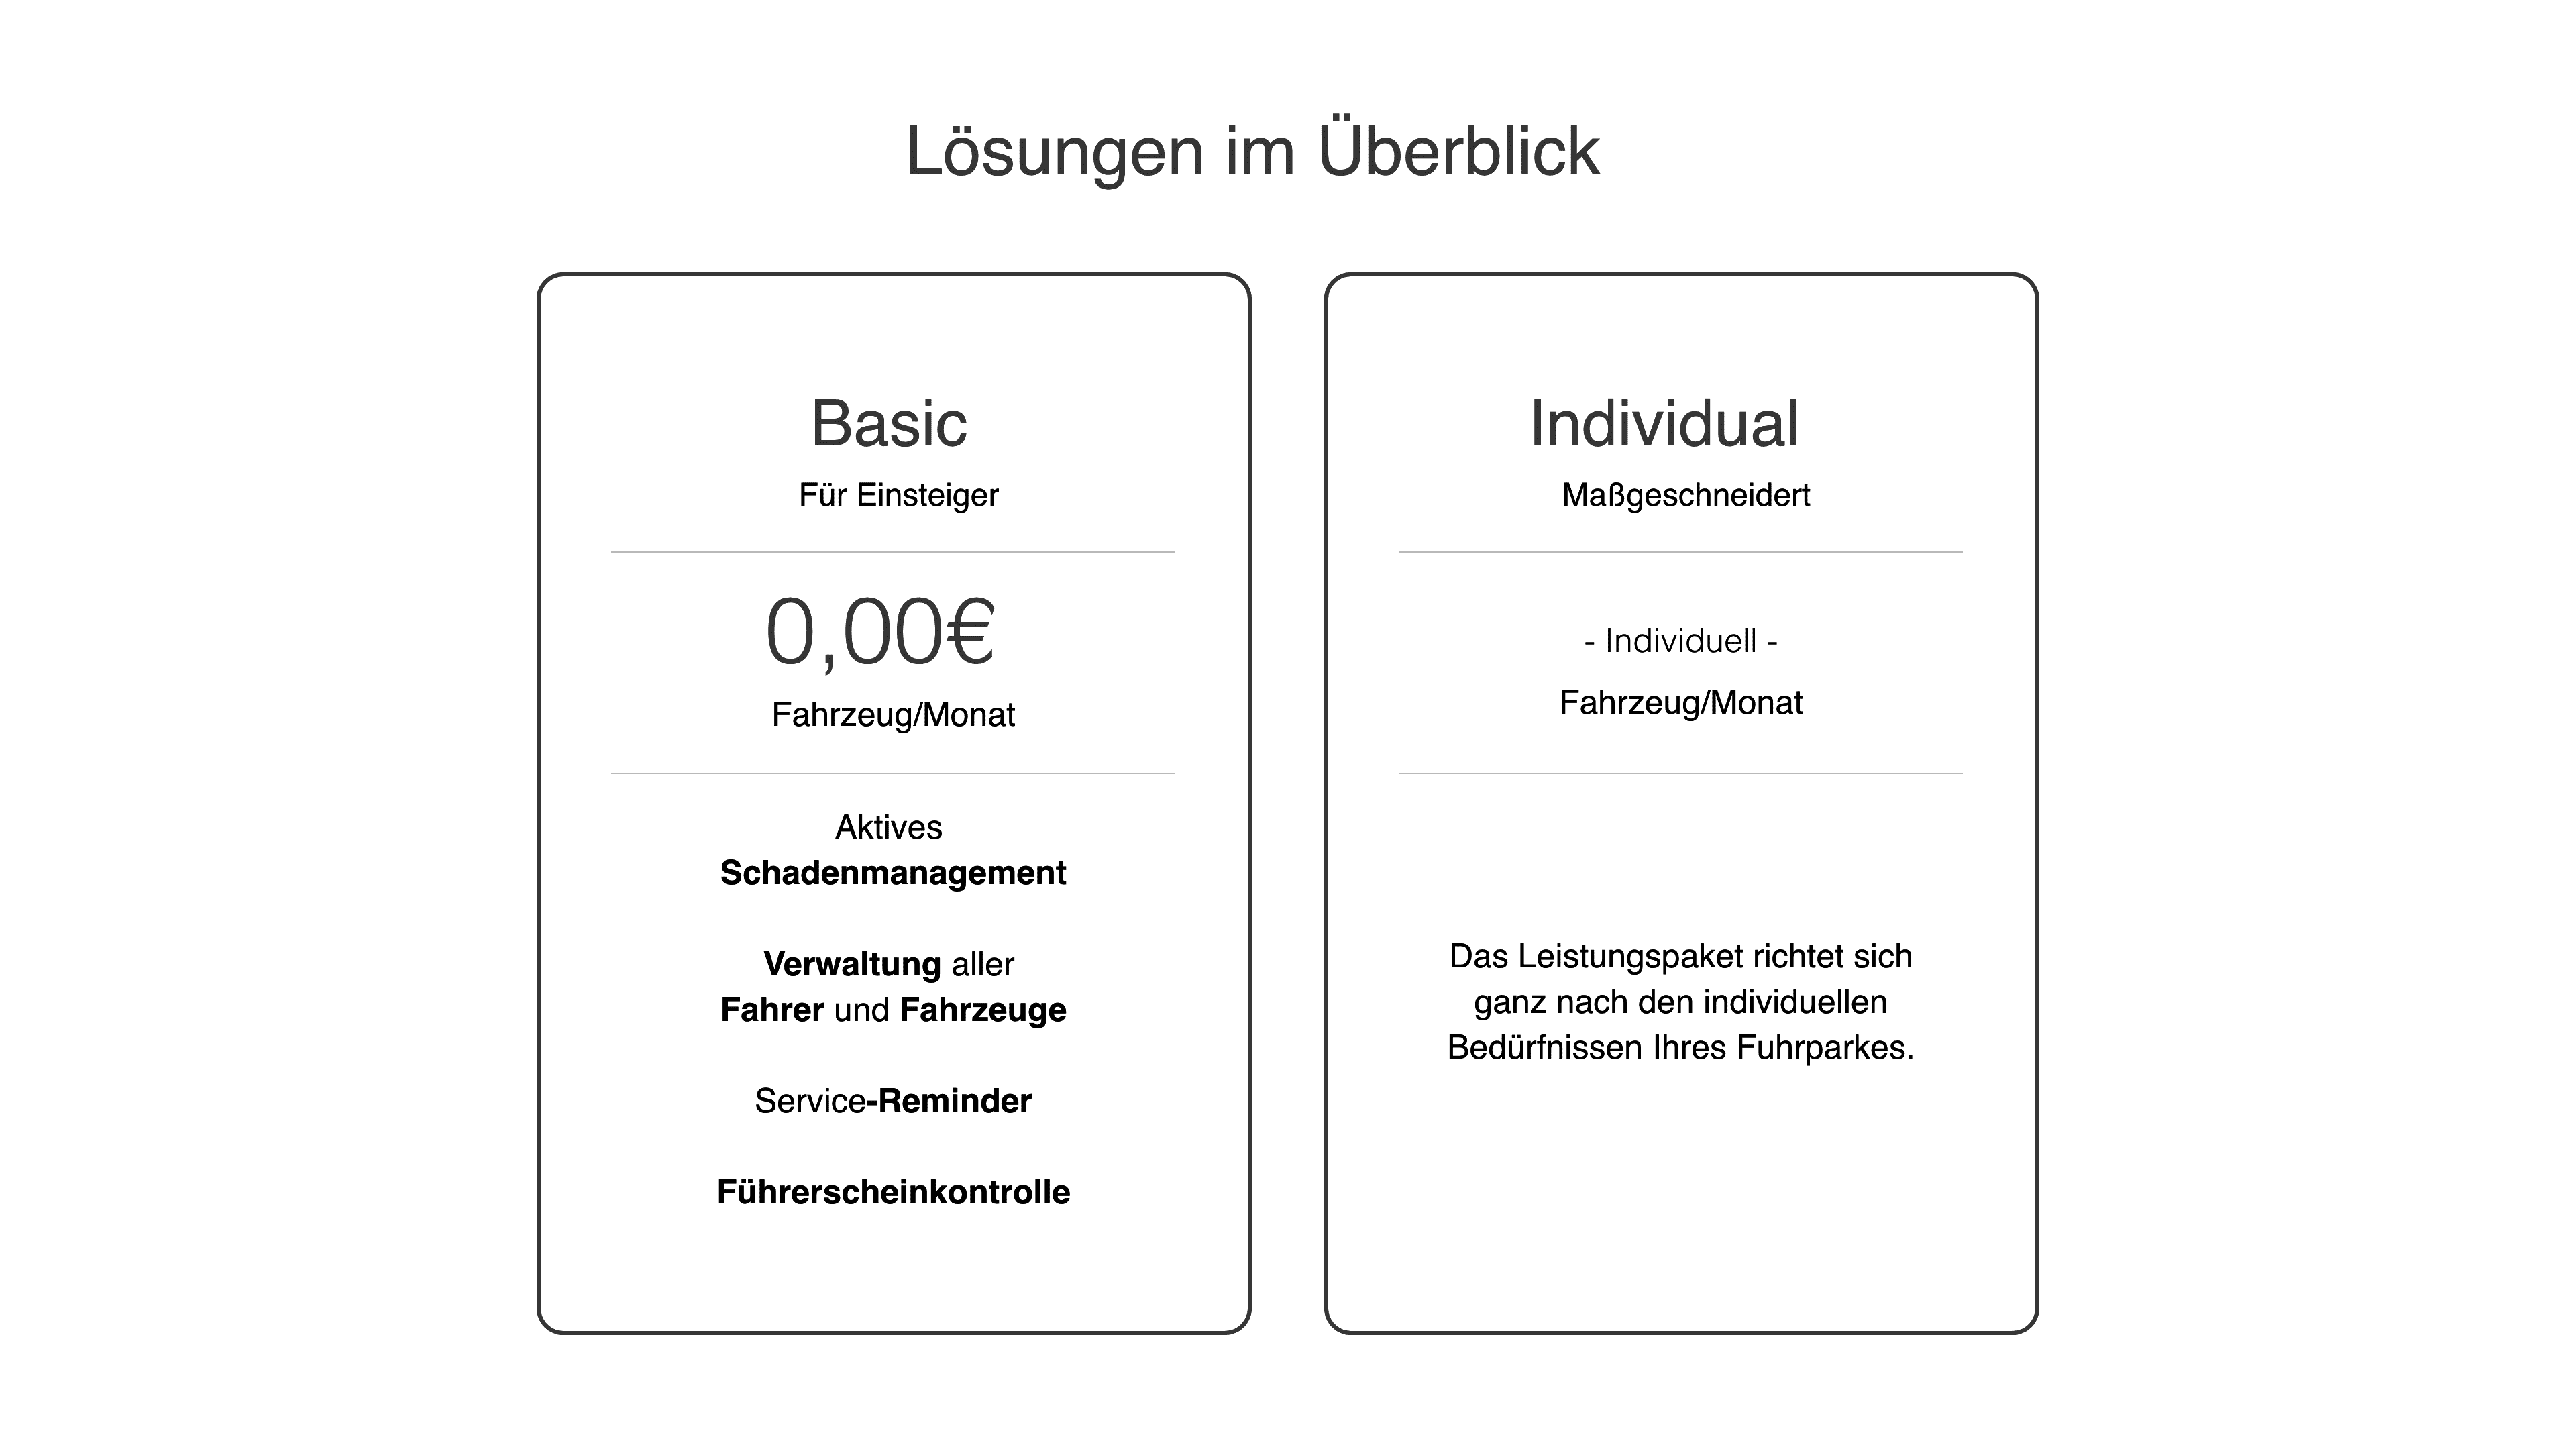 Lösungen im Überblick
Basic
Für Einsteiger
0,00€
Fahrzeug/Monat
Aktives
Schadenmanagement
Verwaltung aller
Fahrer und Fahrzeuge
Service-Reminder
Führerscheinkontrolle
Individual
Maßgeschneidert
- Individuell -
Fahrzeug/Monat
Das Leistungspaket richtet sich
ganz nach den individuellen
Bedürfnissen Ihres Fuhrparkes.